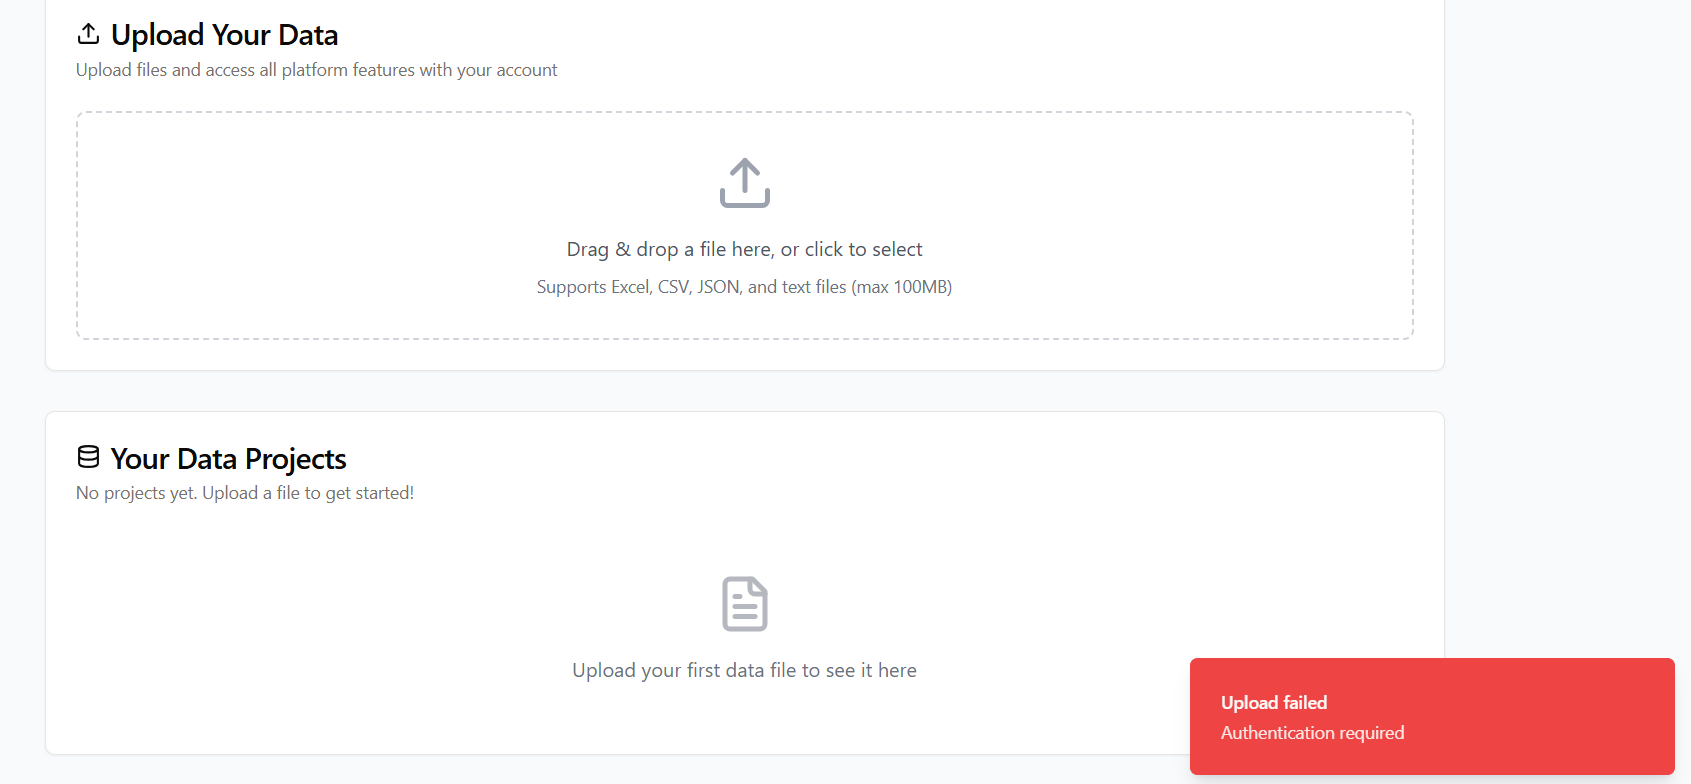 Upload Your Data
Upload files and access all platform features with your account
Drag & drop a file here, or click to select
Supports Excel, CSV, JSON, and text files (max 100MB)
Your Data Projects
No projects yet. Upload a file to get started!
Upload your first data file to see it here
Upload failed
Authentication required